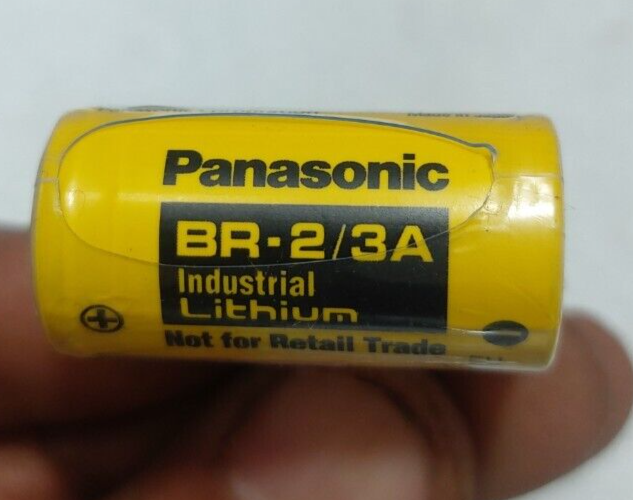 Panasonic
BR-2/3A
Industrial
Lithium
Not for Retail Trade